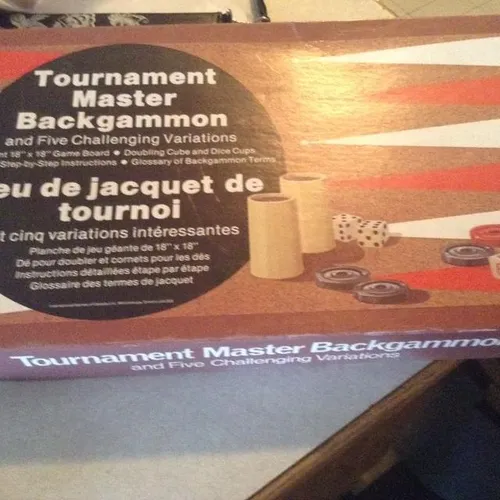 Tournament
Master
Backgammon
and Five Challenging Variations
18" x 18" Game Board • Doubling Cube and Dice Cups
Step-by-Step Instructions • Glossary of Backgammon Terms
eu de jacquet de
tournoi
t cinq variations intéressantes
Planche de jeu géante de 18" x 18"
Dé pour doubler et cornets pour les dés
Instructions détaillées étape par étape
Glossaire des termes de jacquet
Tournament Master Backgammon
and Five Challenging Variations